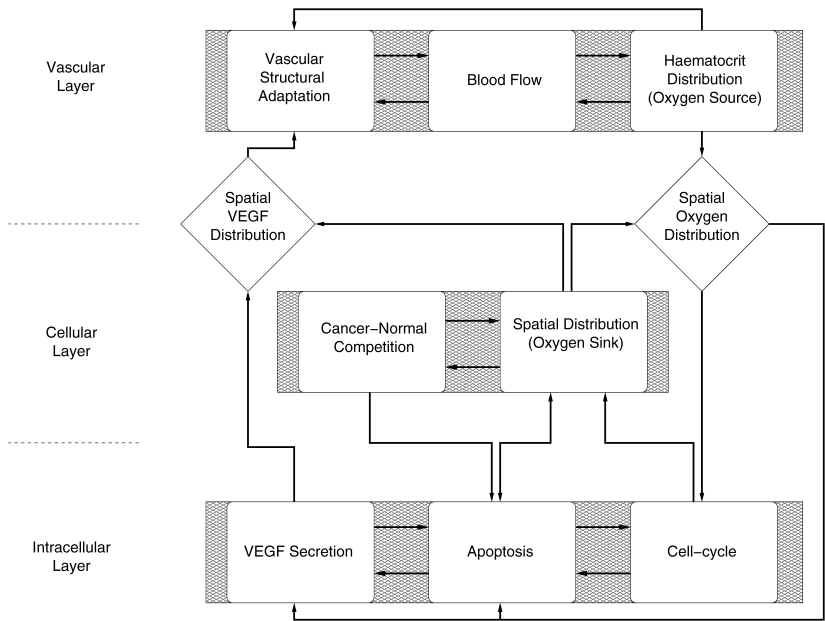 Vascular
Layer
Vascular
Structural
Adaptation
Blood Flow
Haematocrit
Distribution
(Oxygen Source)
Spatial
VEGF
Distribution
Spatial
Oxygen
Distribution
Cellular
Layer
Cancer–Normal
Competition
Spatial Distribution
(Oxygen Sink)
Intracellular
Layer
VEGF Secretion
Apoptosis
Cell–cycle